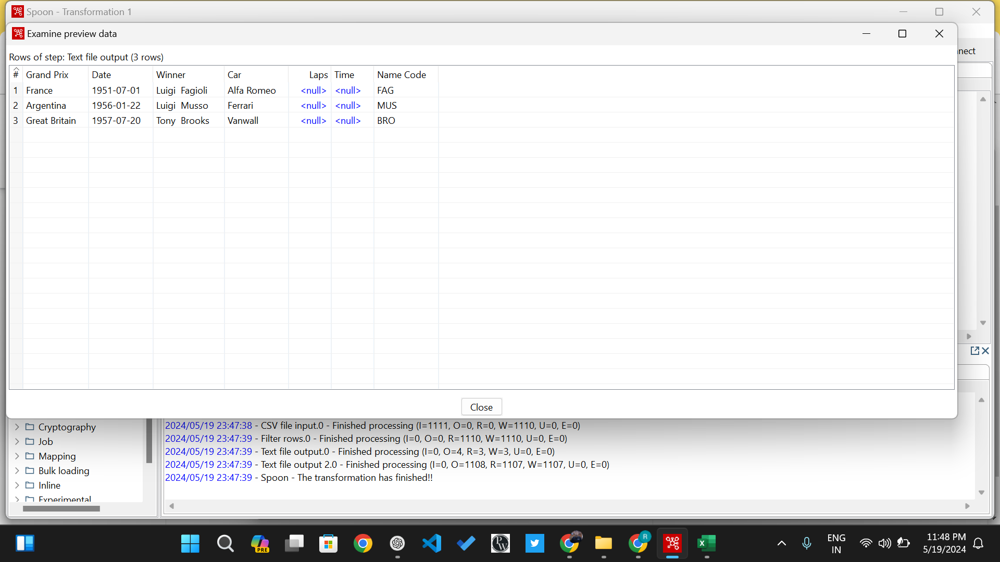 Spoon - Transformation 1
Examine preview data
nect
Rows of step: Text file output (3 rows)
# Grand Prix Date Winner Car Laps Time Name Code
1 France 1951-07-01 Luigi  Fagioli Alfa Romeo <null> <null> FAG
2 Argentina 1956-01-22 Luigi  Musso Ferrari <null> <null> MUS
3 Great Britain 1957-07-20 Tony  Brooks Vanwall <null> <null> BRO
Close
Cryptography
Job
Mapping
Bulk loading
Inline
Experimental
2024/05/19 23:47:38 - CSV file input.0 - Finished processing (I=1111, O=0, R=0, W=1110, U=0, E=0)
2024/05/19 23:47:39 - Filter rows.0 - Finished processing (I=0, O=0, R=1110, W=1110, U=0, E=0)
2024/05/19 23:47:39 - Text file output.0 - Finished processing (I=0, O=4, R=3, W=3, U=0, E=0)
2024/05/19 23:47:39 - Text file output 2.0 - Finished processing (I=0, O=1108, R=1107, W=1107, U=0, E=0)
2024/05/19 23:47:39 - Spoon - The transformation has finished!!
PRE
PW
R
X
ENG
IN
11:48 PM
5/19/2024